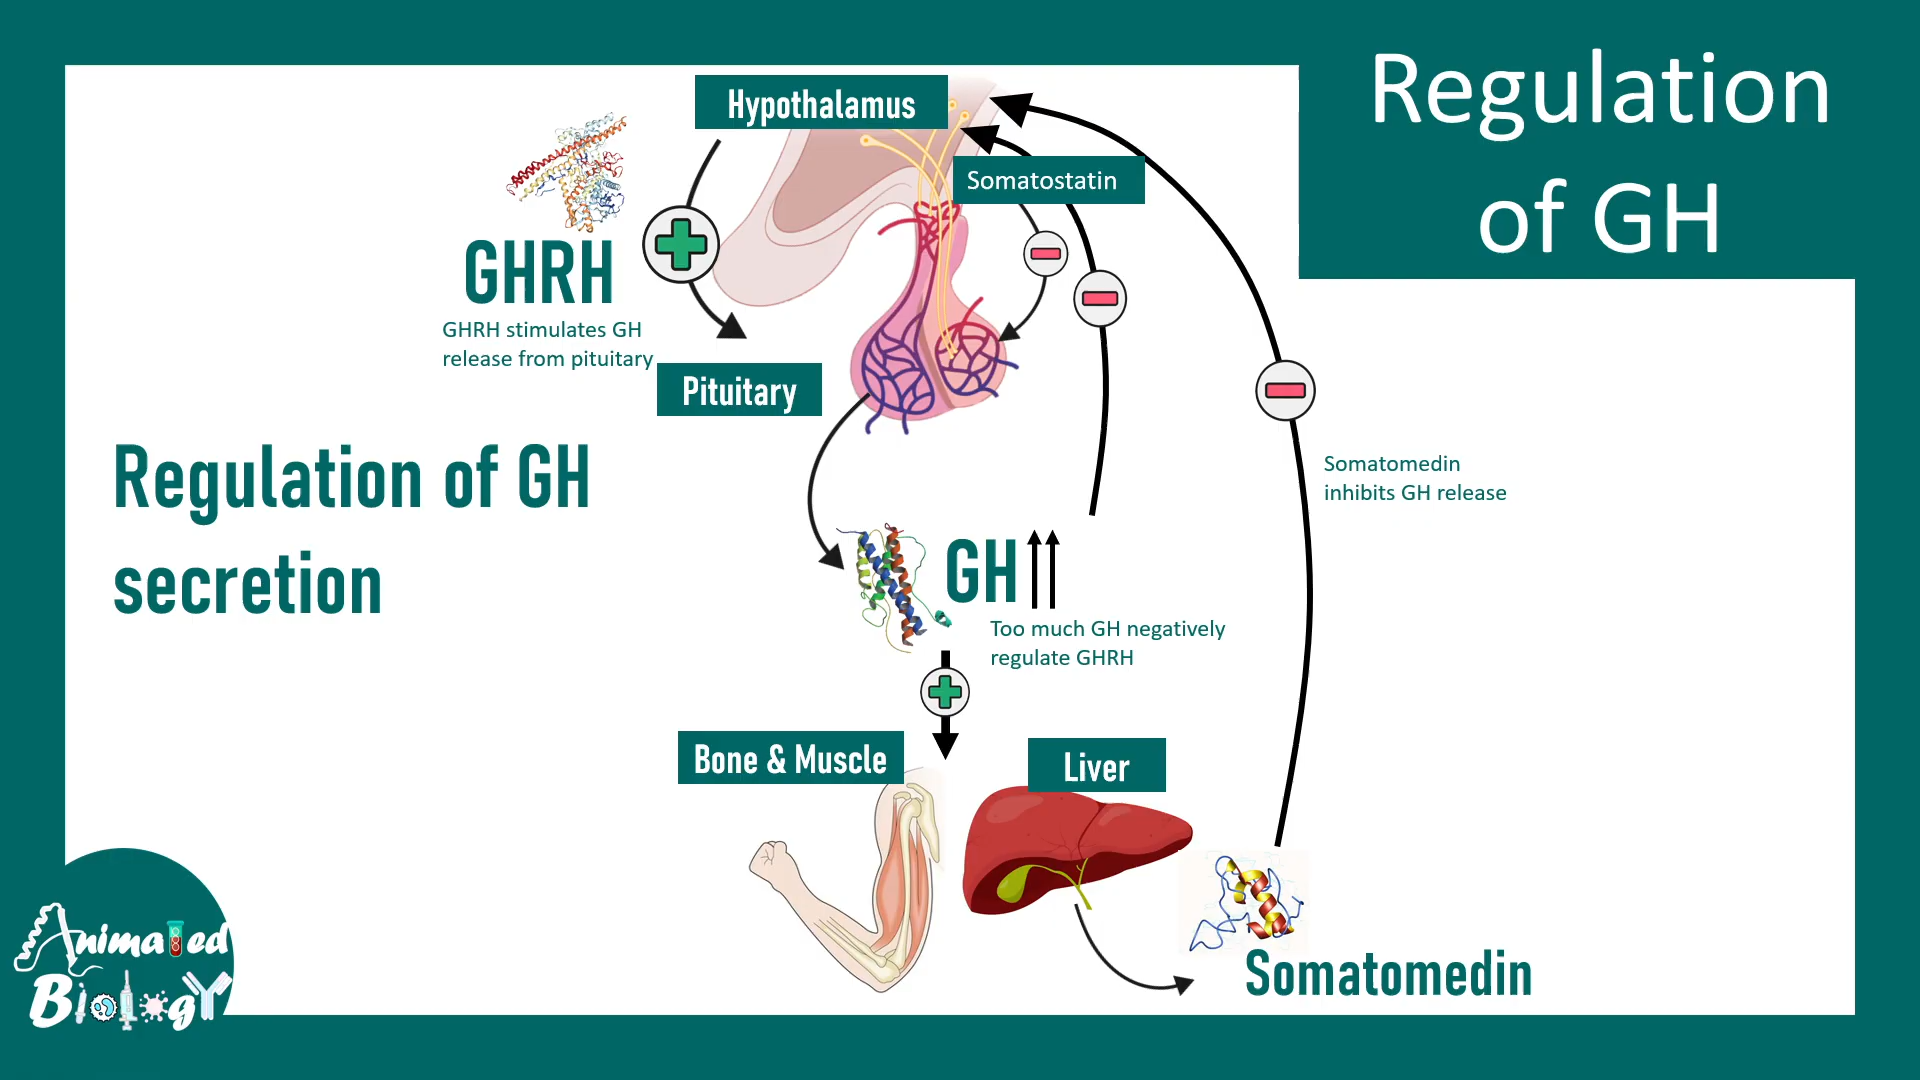 Regulation
of GH
Hypothalamus
Somatostatin
GHRH
GHRH stimulates GH
release from pituitary
Pituitary
Regulation of GH
secretion
Somatomedin
inhibits GH release
GH
Too much GH negatively
regulate GHRH
Bone & Muscle
Liver
Somatomedin
Animated
Biology